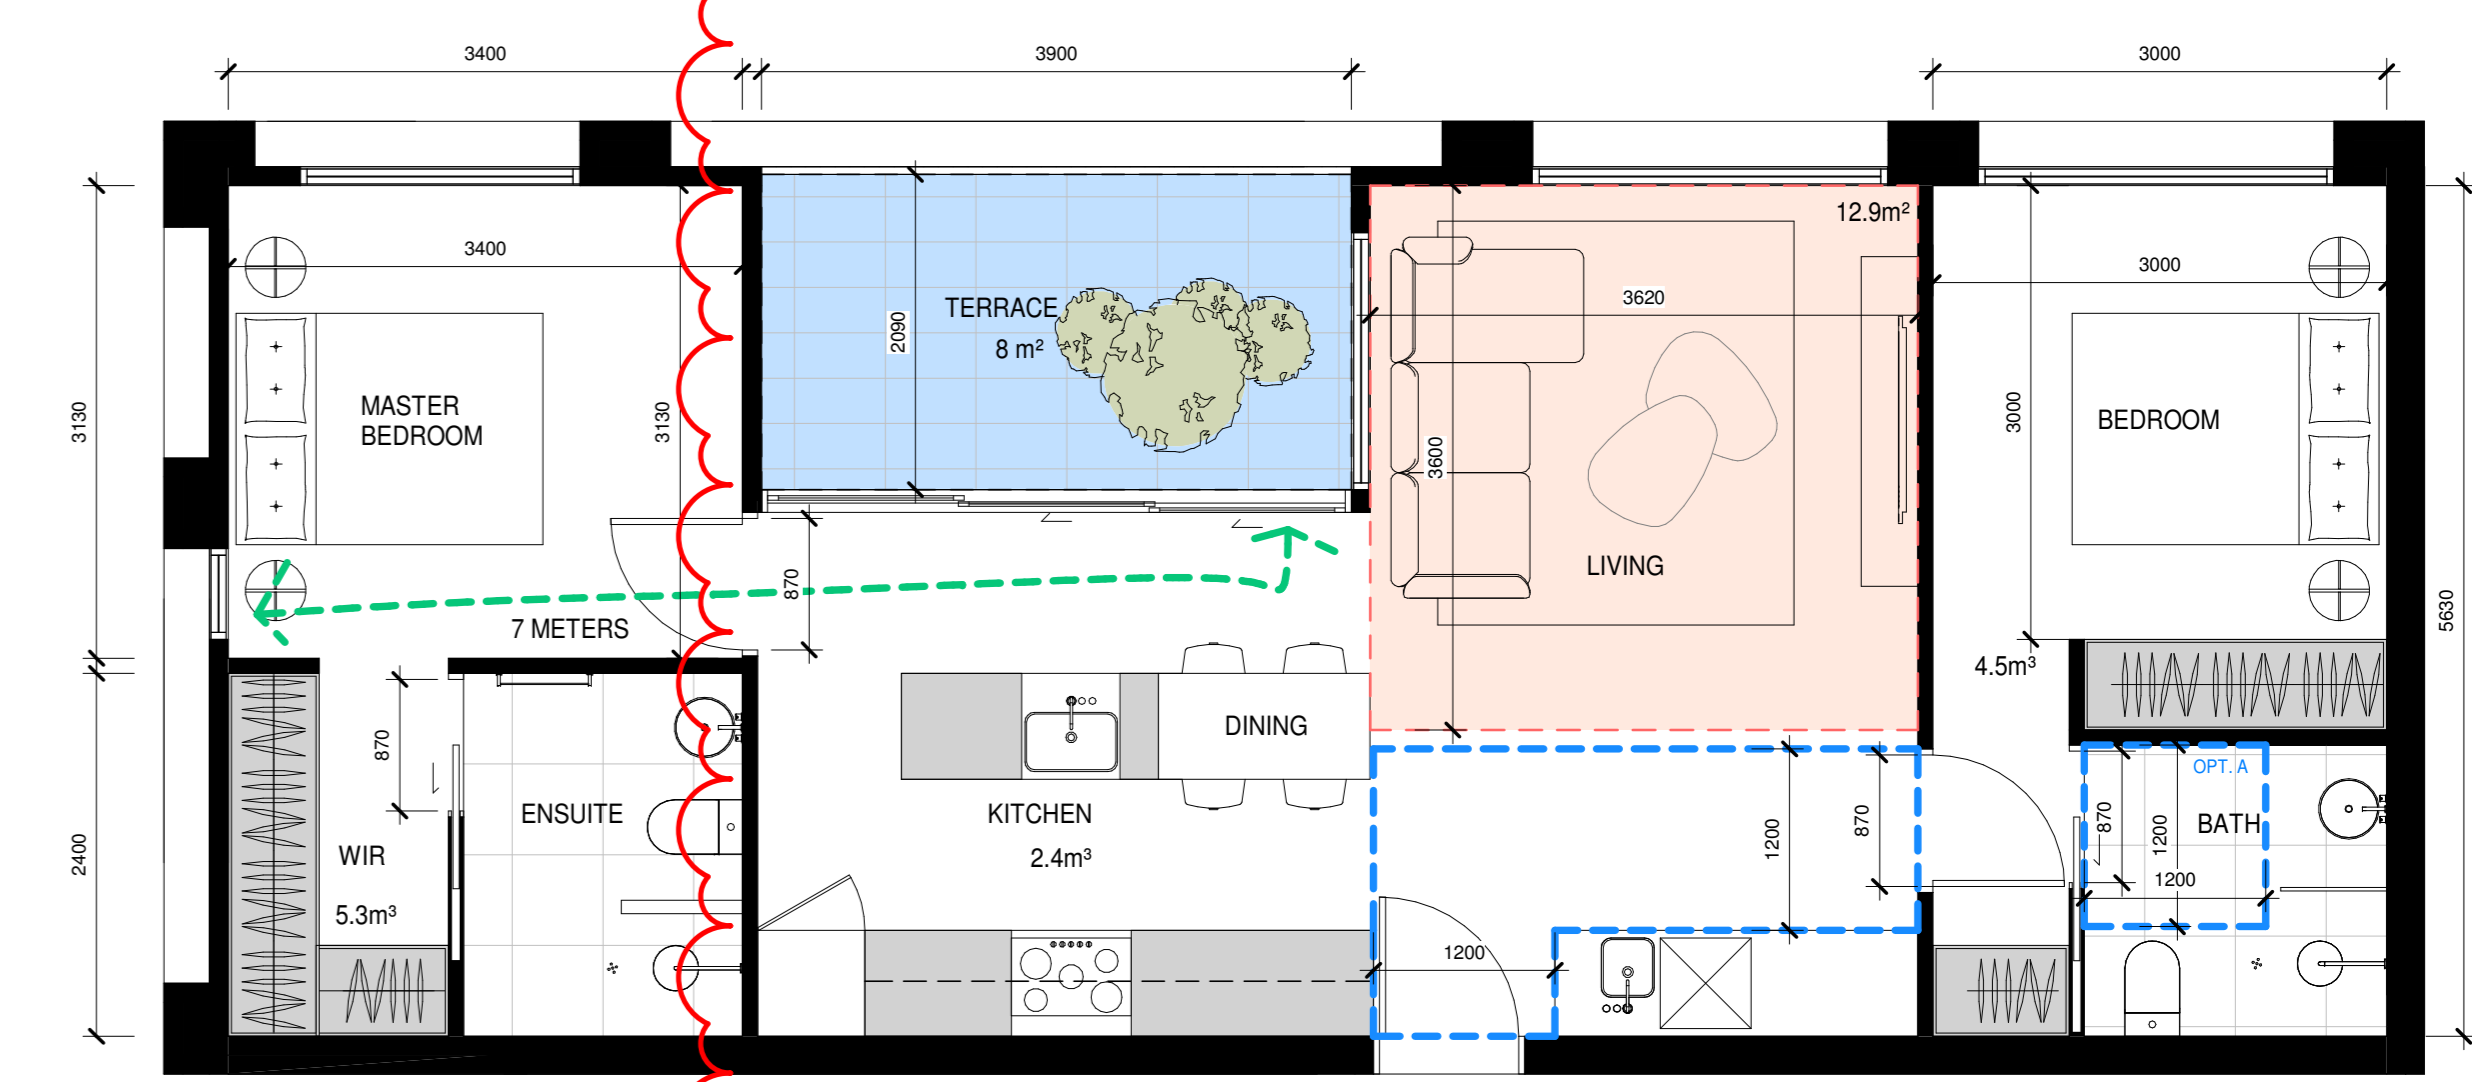 3400
3900
3000
12.9m²
3400
3000
3620
TERRACE
8 m²
2090
MASTER
BEDROOM
3130
3130
3600
3000
BEDROOM
LIVING
870
7 METERS
5630
4.5m³
DINING
870
OPT. A
ENSUITE
KITCHEN
2.4m³
1200
870
870
1200
BATH
WIR
5.3m³
2400
1200
1200